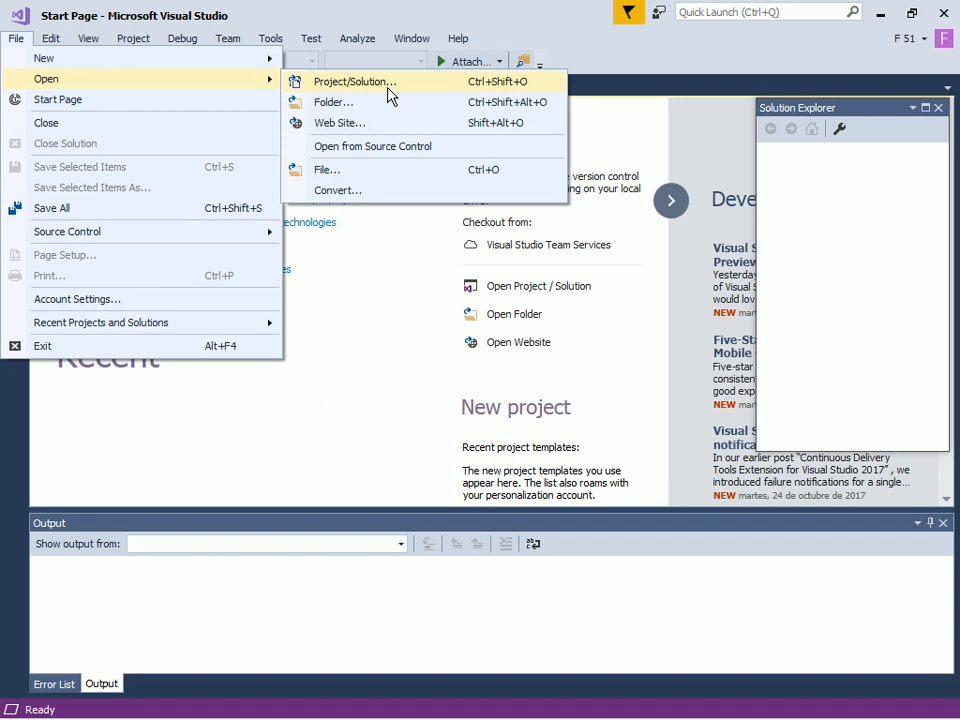 Start Page - Microsoft Visual Studio
Quick Launch (Ctrl+Q)
File Edit View Project Debug Team Tools Test Analyze Window Help
F 51 F
New
Open
Start Page
Close
Close Solution
Save Selected Items Ctrl+S
Save Selected Items As...
Save All Ctrl+Shift+S
Source Control
Page Setup...
Print... Ctrl+P
Account Settings...
Recent Projects and Solutions
Exit Alt+F4
Attach...
Project/Solution... Ctrl+Shift+O
Folder... Ctrl+Shift+Alt+O
Web Site... Shift+Alt+O
Open from Source Control
File... Ctrl+O
Convert...
version control
on your local
Checkout from:
Visual Studio Team Services
Open Project / Solution
Open Folder
Open Website
Recent
New project
Recent project templates:
The new project templates you use
appear here. The list also roams with
your personalization account.
Deve
Visual S
Preview
Yesterday
of Visual S
would lov
NEW mar
Five-Sta
Mobile
Five-star
consisten
good exp
NEW mar
Visual S
notifica
In our earlier post “Continuous Delivery
Tools Extension for Visual Studio 2017” , we
introduced failure notifications for a single...
NEW martes, 24 de octubre de 2017
Solution Explorer
Output
Show output from:
Error List Output
Ready